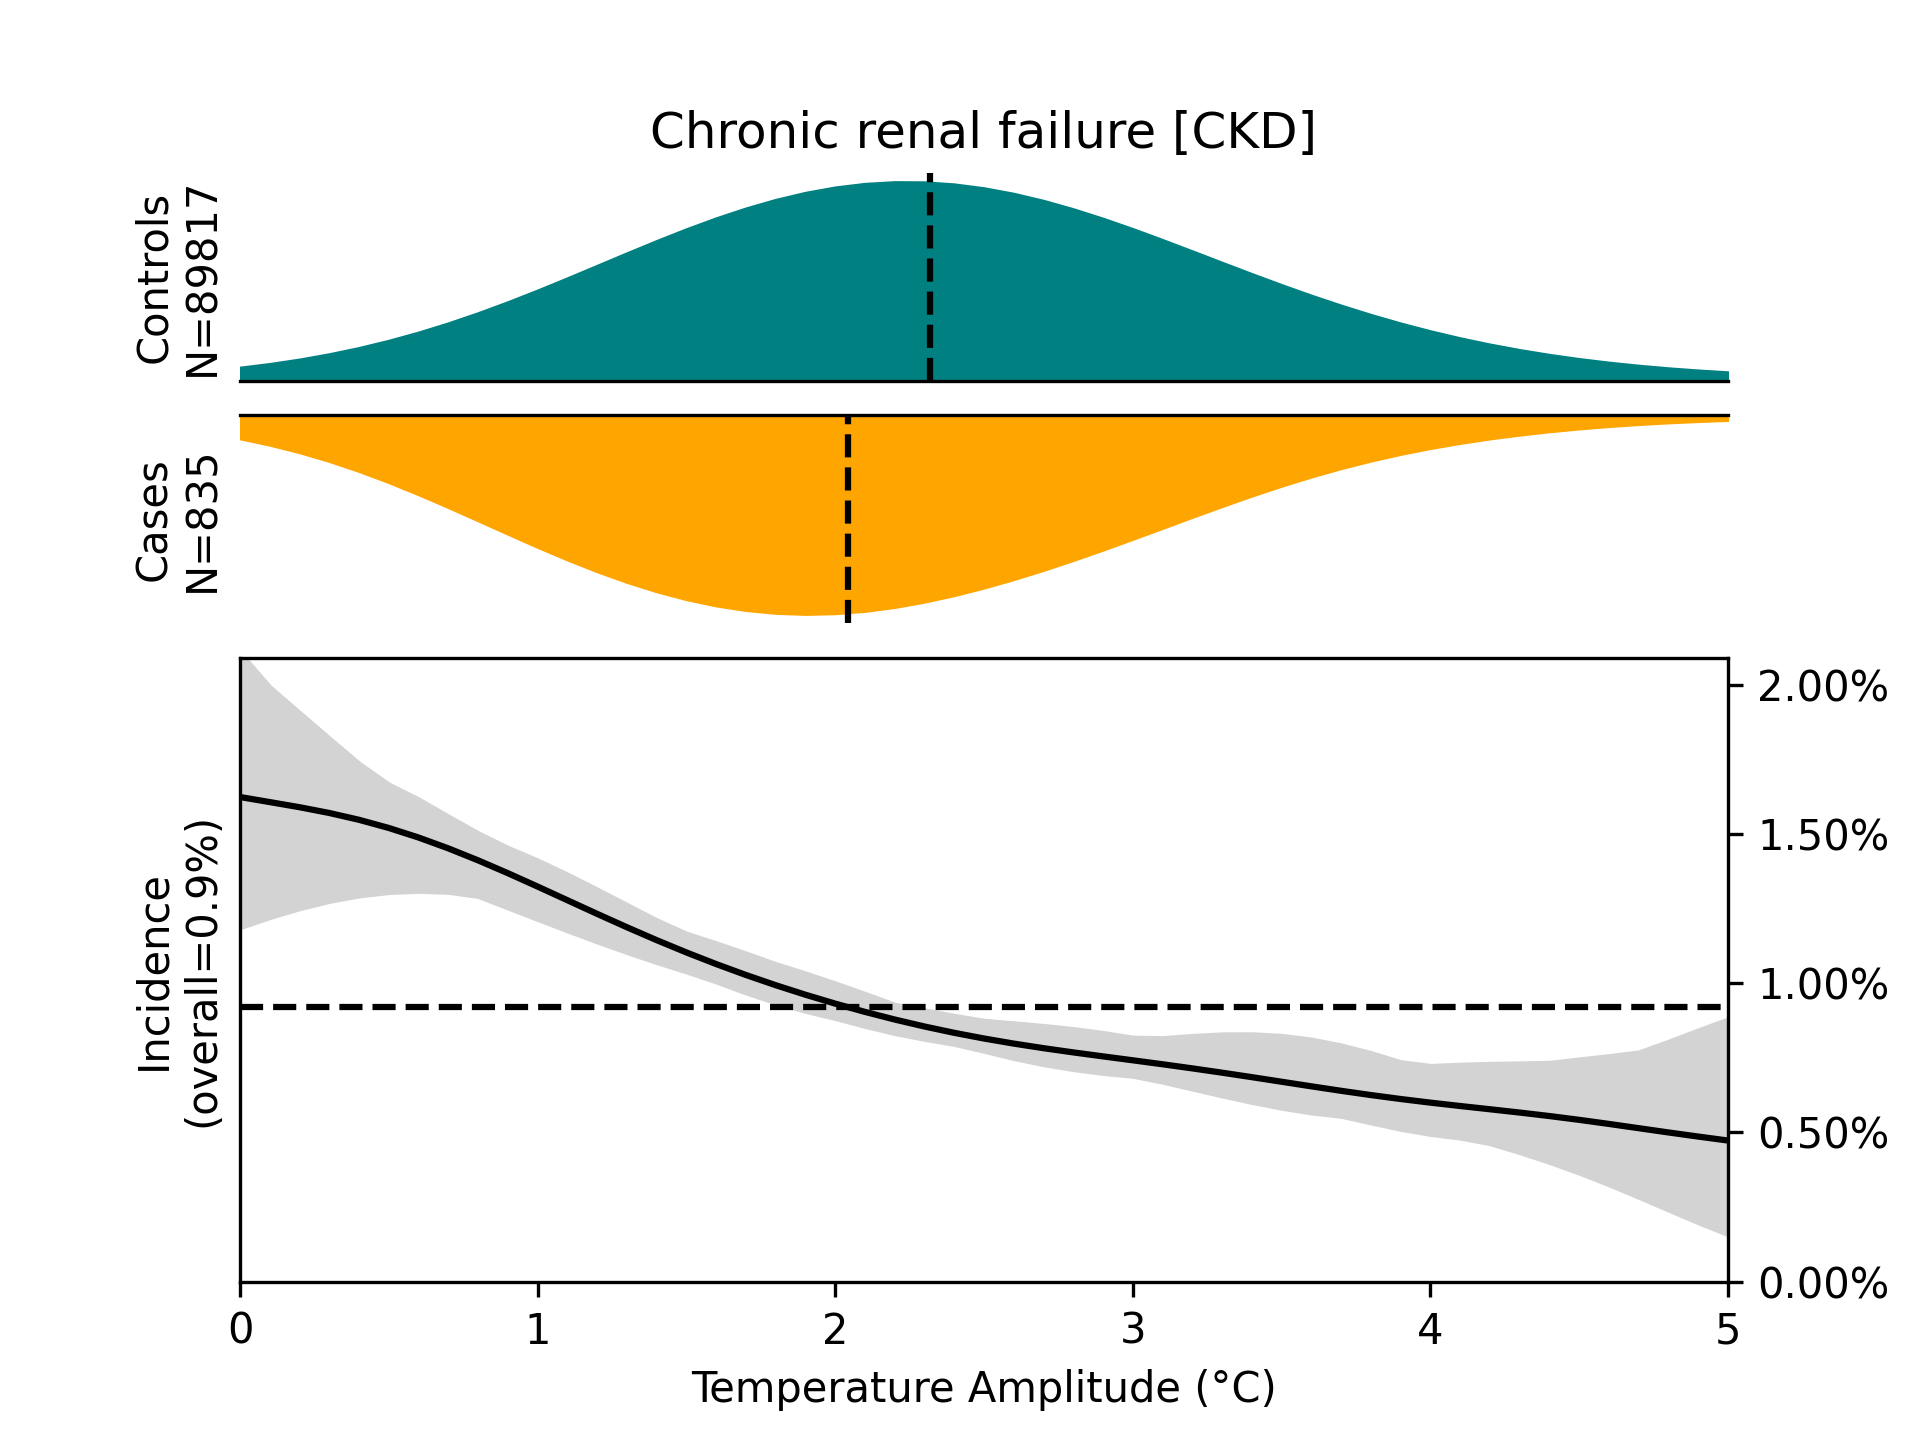 Chronic renal failure [CKD]
Controls
N=89817
Cases
N=835
Incidence
(overall=0.9%)
2.00%
1.50%
1.00%
0.50%
0.00%
0 1 2 3 4 5
Temperature Amplitude (°C)